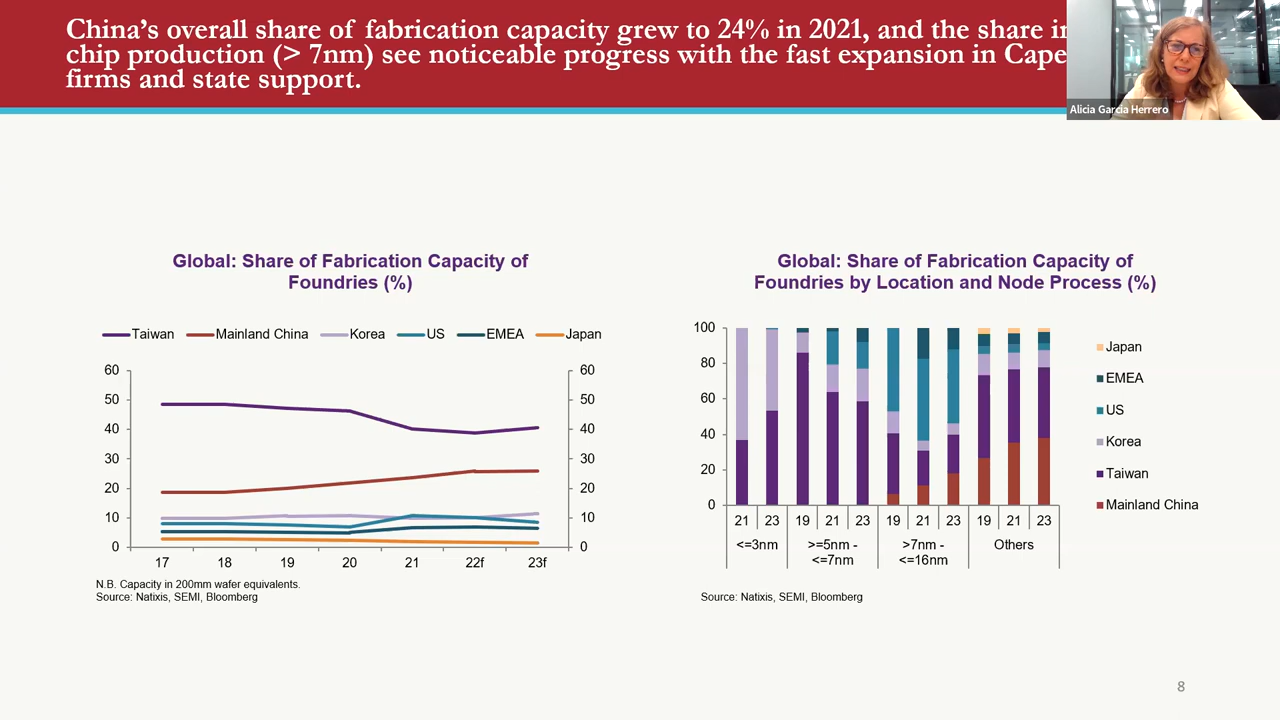 China's overall share of fabrication capacity grew to 24% in 2021, and the share in
chip production (> 7nm) see noticeable progress with the fast expansion in
firms and state support.
Alicia Garcia Herrero
Global: Share of Fabrication Capacity of
Foundries (%)
Taiwan Mainland China Korea US EMEA Japan
60 60
50 50
40 40
30 30
20 20
10 10
0 0
17 18 19 20 21 22f 23f
N.B. Capacity in 200mm wafer equivalents.
Source: Natixis, SEMI, Bloomberg
Global: Share of Fabrication Capacity of
Foundries by Location and Node Process (%)
100
80
60
40
20
0
21 23 19 21 23 19 21 23 19 21 23
<=3nm >=5nm - >7nm - Others
<=7nm <=16nm
Japan
EMEA
US
Korea
Taiwan
Mainland China
Source: Natixis, SEMI, Bloomberg
8